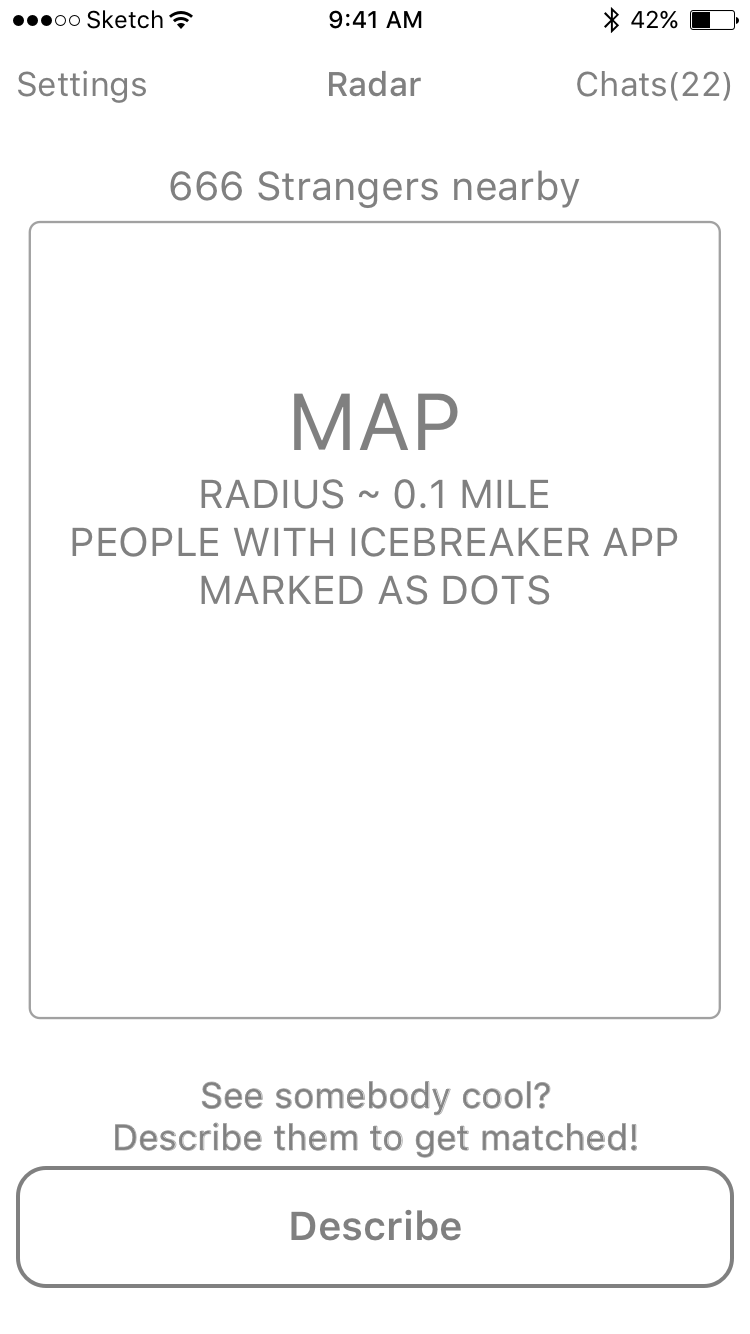 Sketch 9:41 AM 42%
Settings Radar Chats(22)
666 Strangers nearby
MAP
RADIUS ~ 0.1 MILE
PEOPLE WITH ICEBREAKER APP
MARKED AS DOTS
See somebody cool?
Describe them to get matched!
Describe